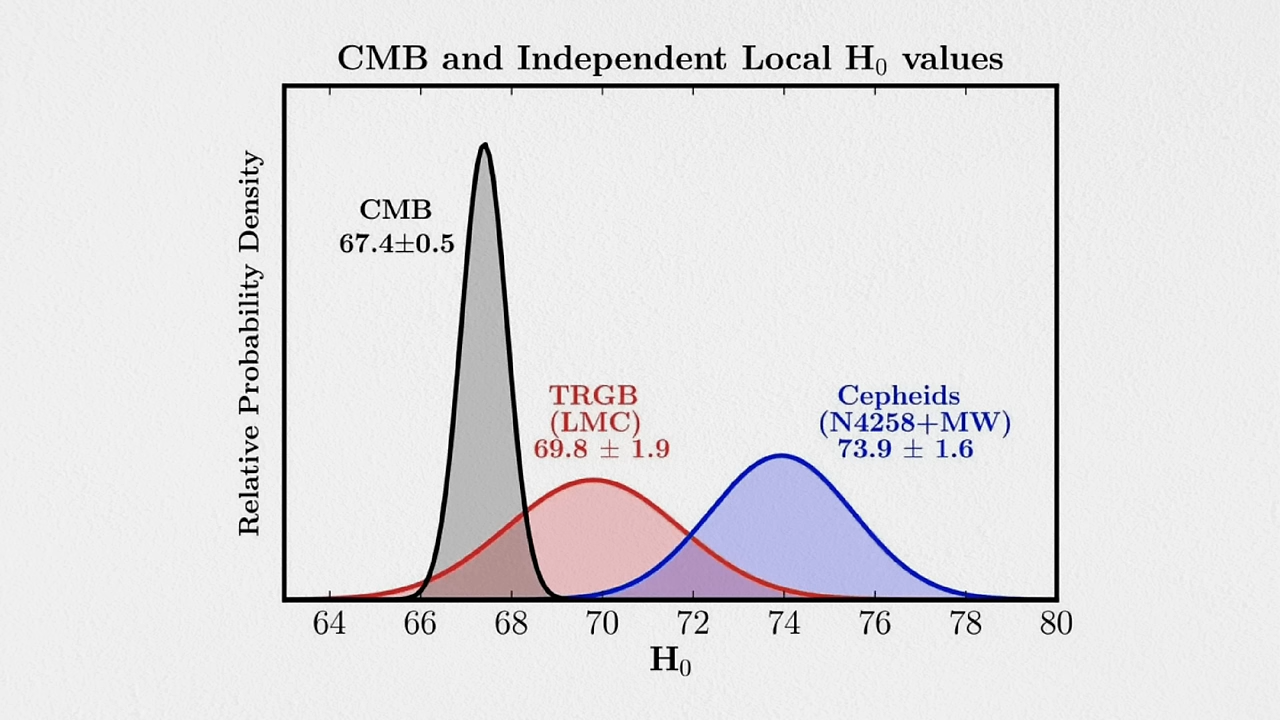 CMB and Independent Local H₀ values
Relative Probability Density
CMB
67.4±0.5
TRGB
(LMC)
69.8 ± 1.9
Cepheids
(N4258+MW)
73.9 ± 1.6
64 66 68 70 72 74 76 78 80
H₀